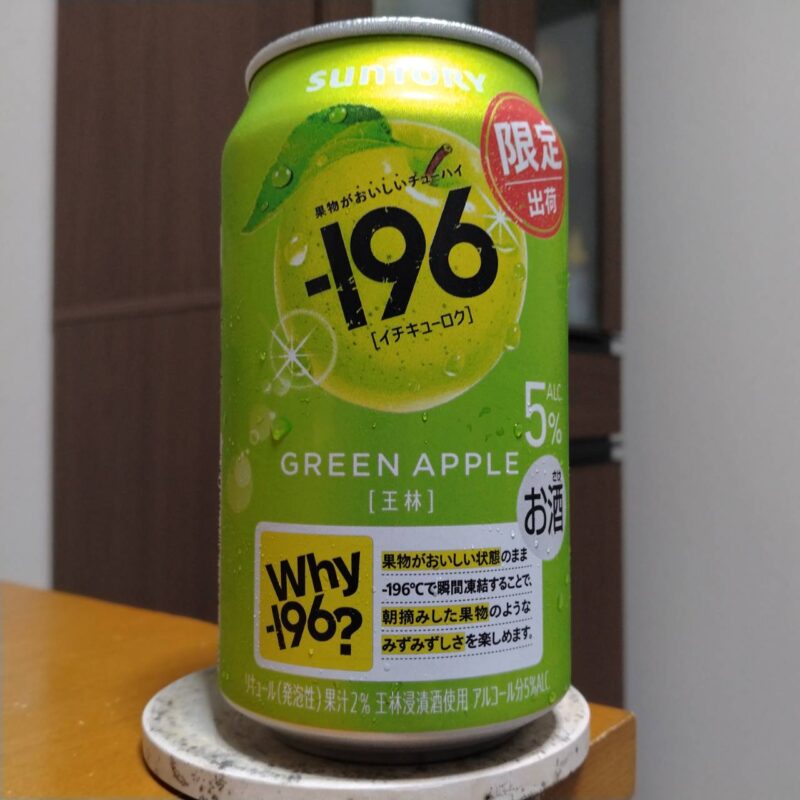 SUNTORY
限定
出荷
果物がおいしいチューハイ
-196
[イチキューロク]
ALC.
5%
GREEN APPLE
[王林]
さけ
お酒
Why
-196?
果物がおいしい状態のまま
-196℃で瞬間凍結することで、
朝摘みした果物のような
みずみずしさを楽しめます。
リキュール(発泡性) 果汁2% 王林浸漬酒使用 アルコール分5%ALC